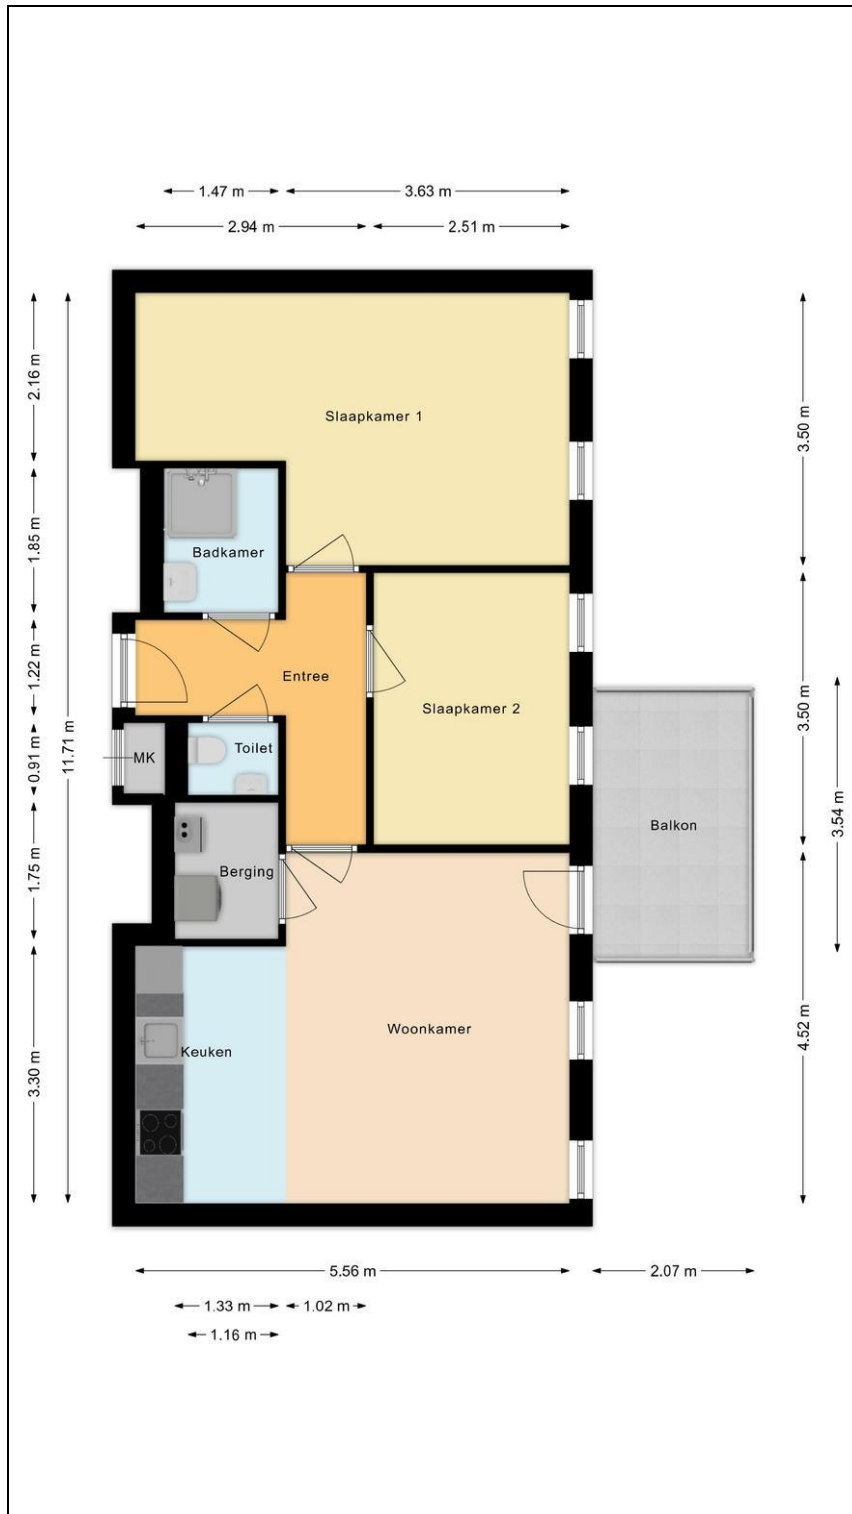 1.47 m 3.63 m
2.94 m 2.51 m
2.16 m
11.71 m
3.50 m
Slaapkamer 1
1.85 m
Badkamer
1.22 m
Entree
Slaapkamer 2
3.50 m
3.54 m
0.91 m
MK
Toilet
Balkon
1.75 m
Berging
Woonkamer
4.52 m
Keuken
3.30 m
5.56 m 2.07 m
1.33 m 1.02 m
1.16 m